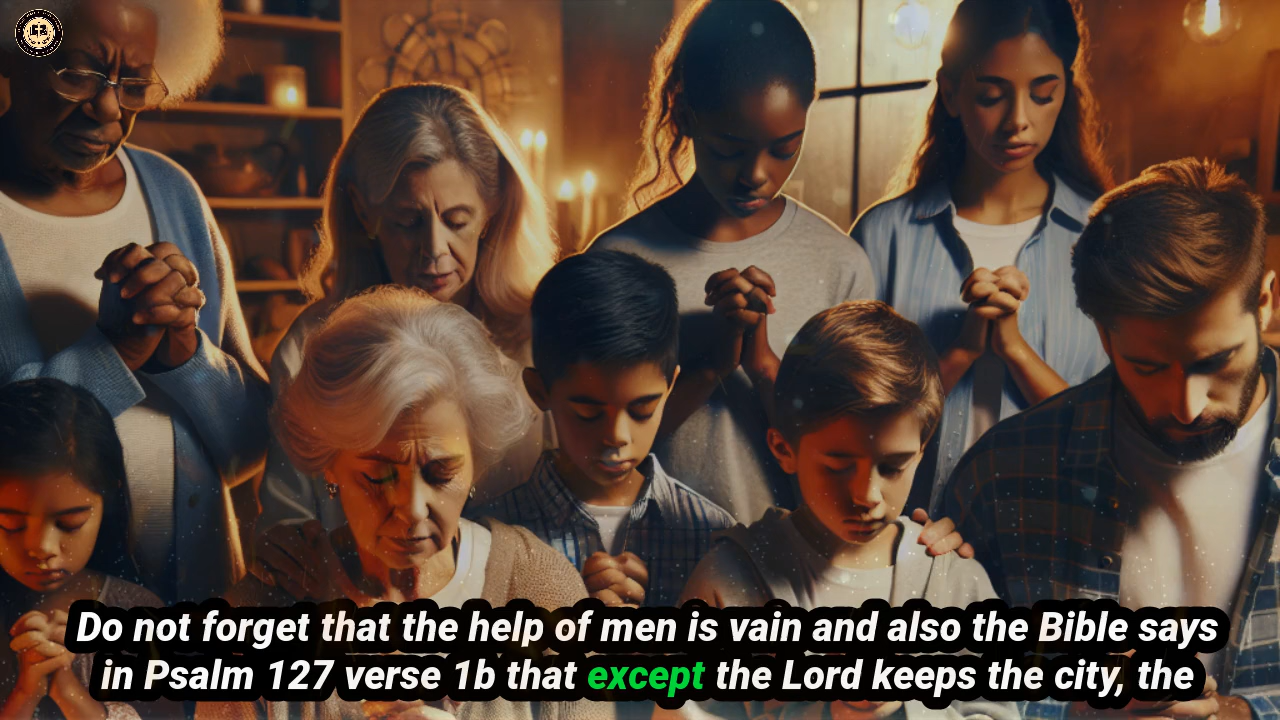 Do not forget that the help of men is vain and also the Bible says
in Psalm 127 verse 1b that except the Lord keeps the city, the